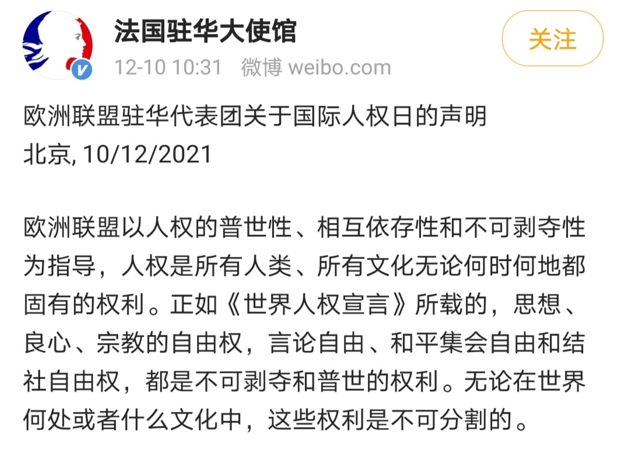 法国驻华大使馆
关注
12-10 10:31 微博 weibo.com
欧洲联盟驻华代表团关于国际人权日的声明
北京, 10/12/2021
欧洲联盟以人权的普世性、相互依存性和不可剥夺性
为指导，人权是所有人类、所有文化无论何时何地都
固有的权利。正如《世界人权宣言》所载的，思想、
良心、宗教的自由权，言论自由、和平集会自由和结
社自由权，都是不可剥夺和普世的权利。无论在世界
何处或者什么文化中，这些权利是不可分割的。